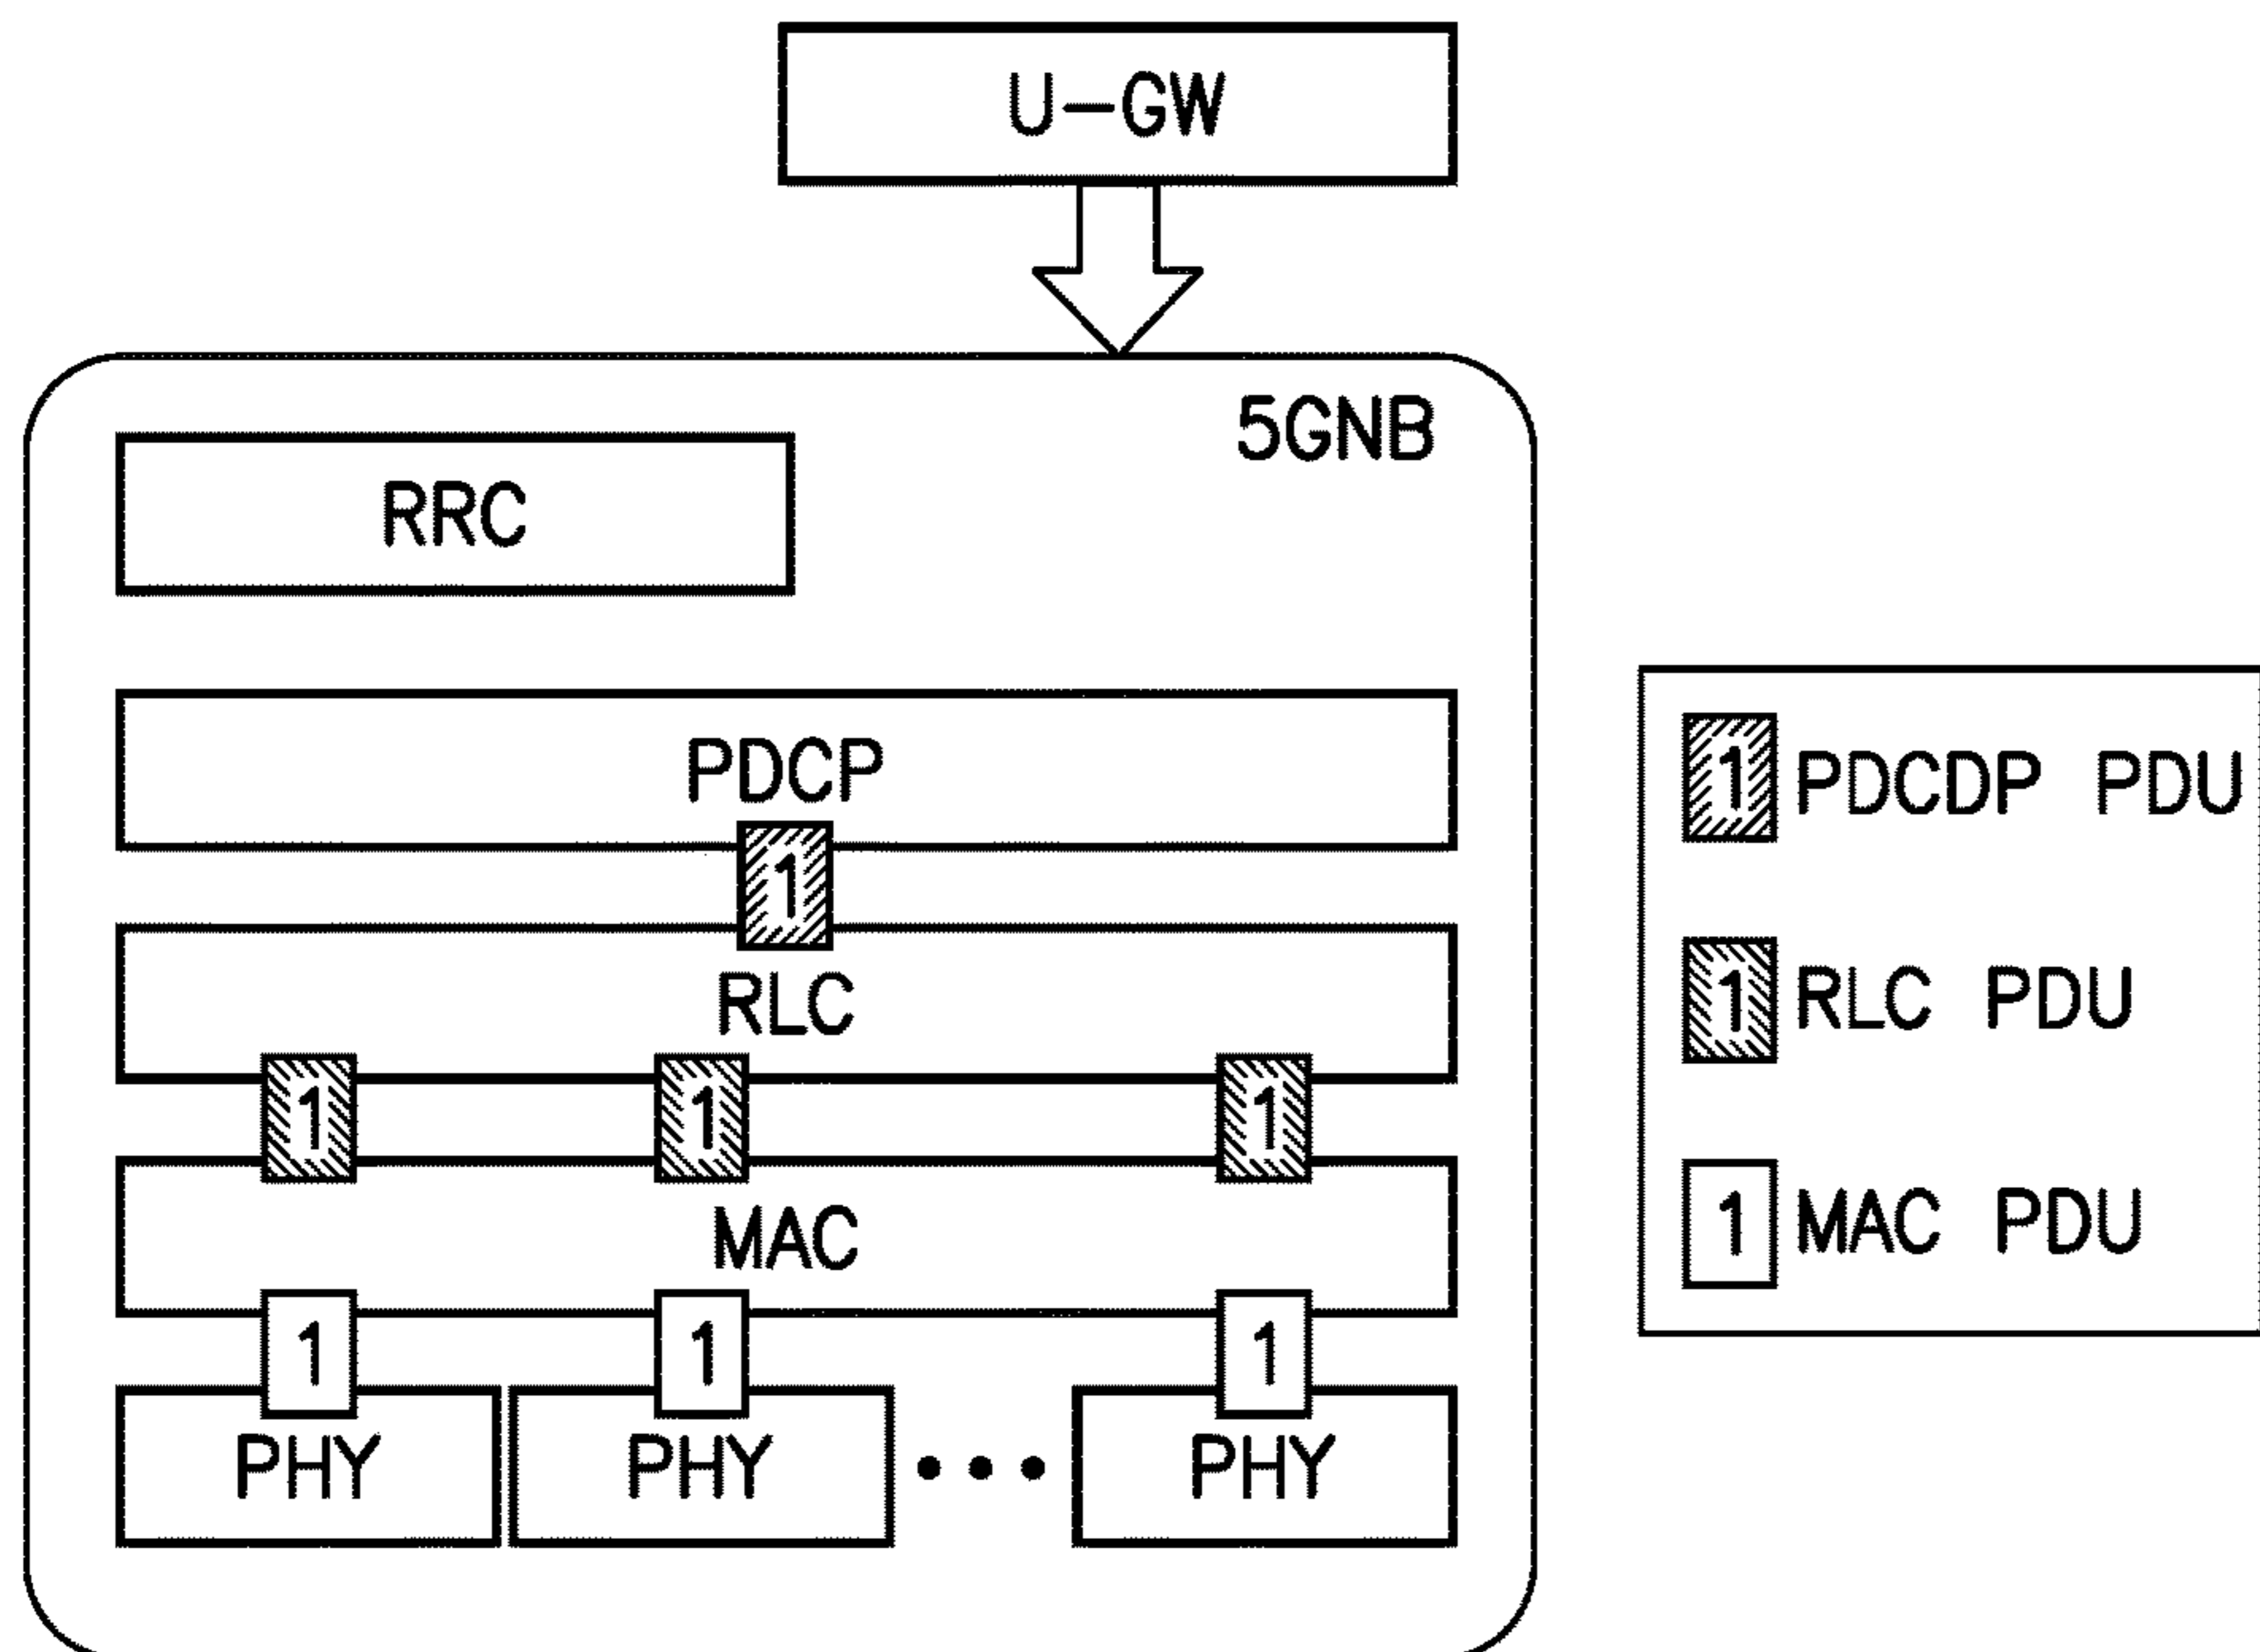 U-GW
5GNB
RRC
PDCP
1
RLC
1 1 1
MAC
1 1 1
PHY PHY ••• PHY
1 PDCDP PDU
1 RLC PDU
1 MAC PDU